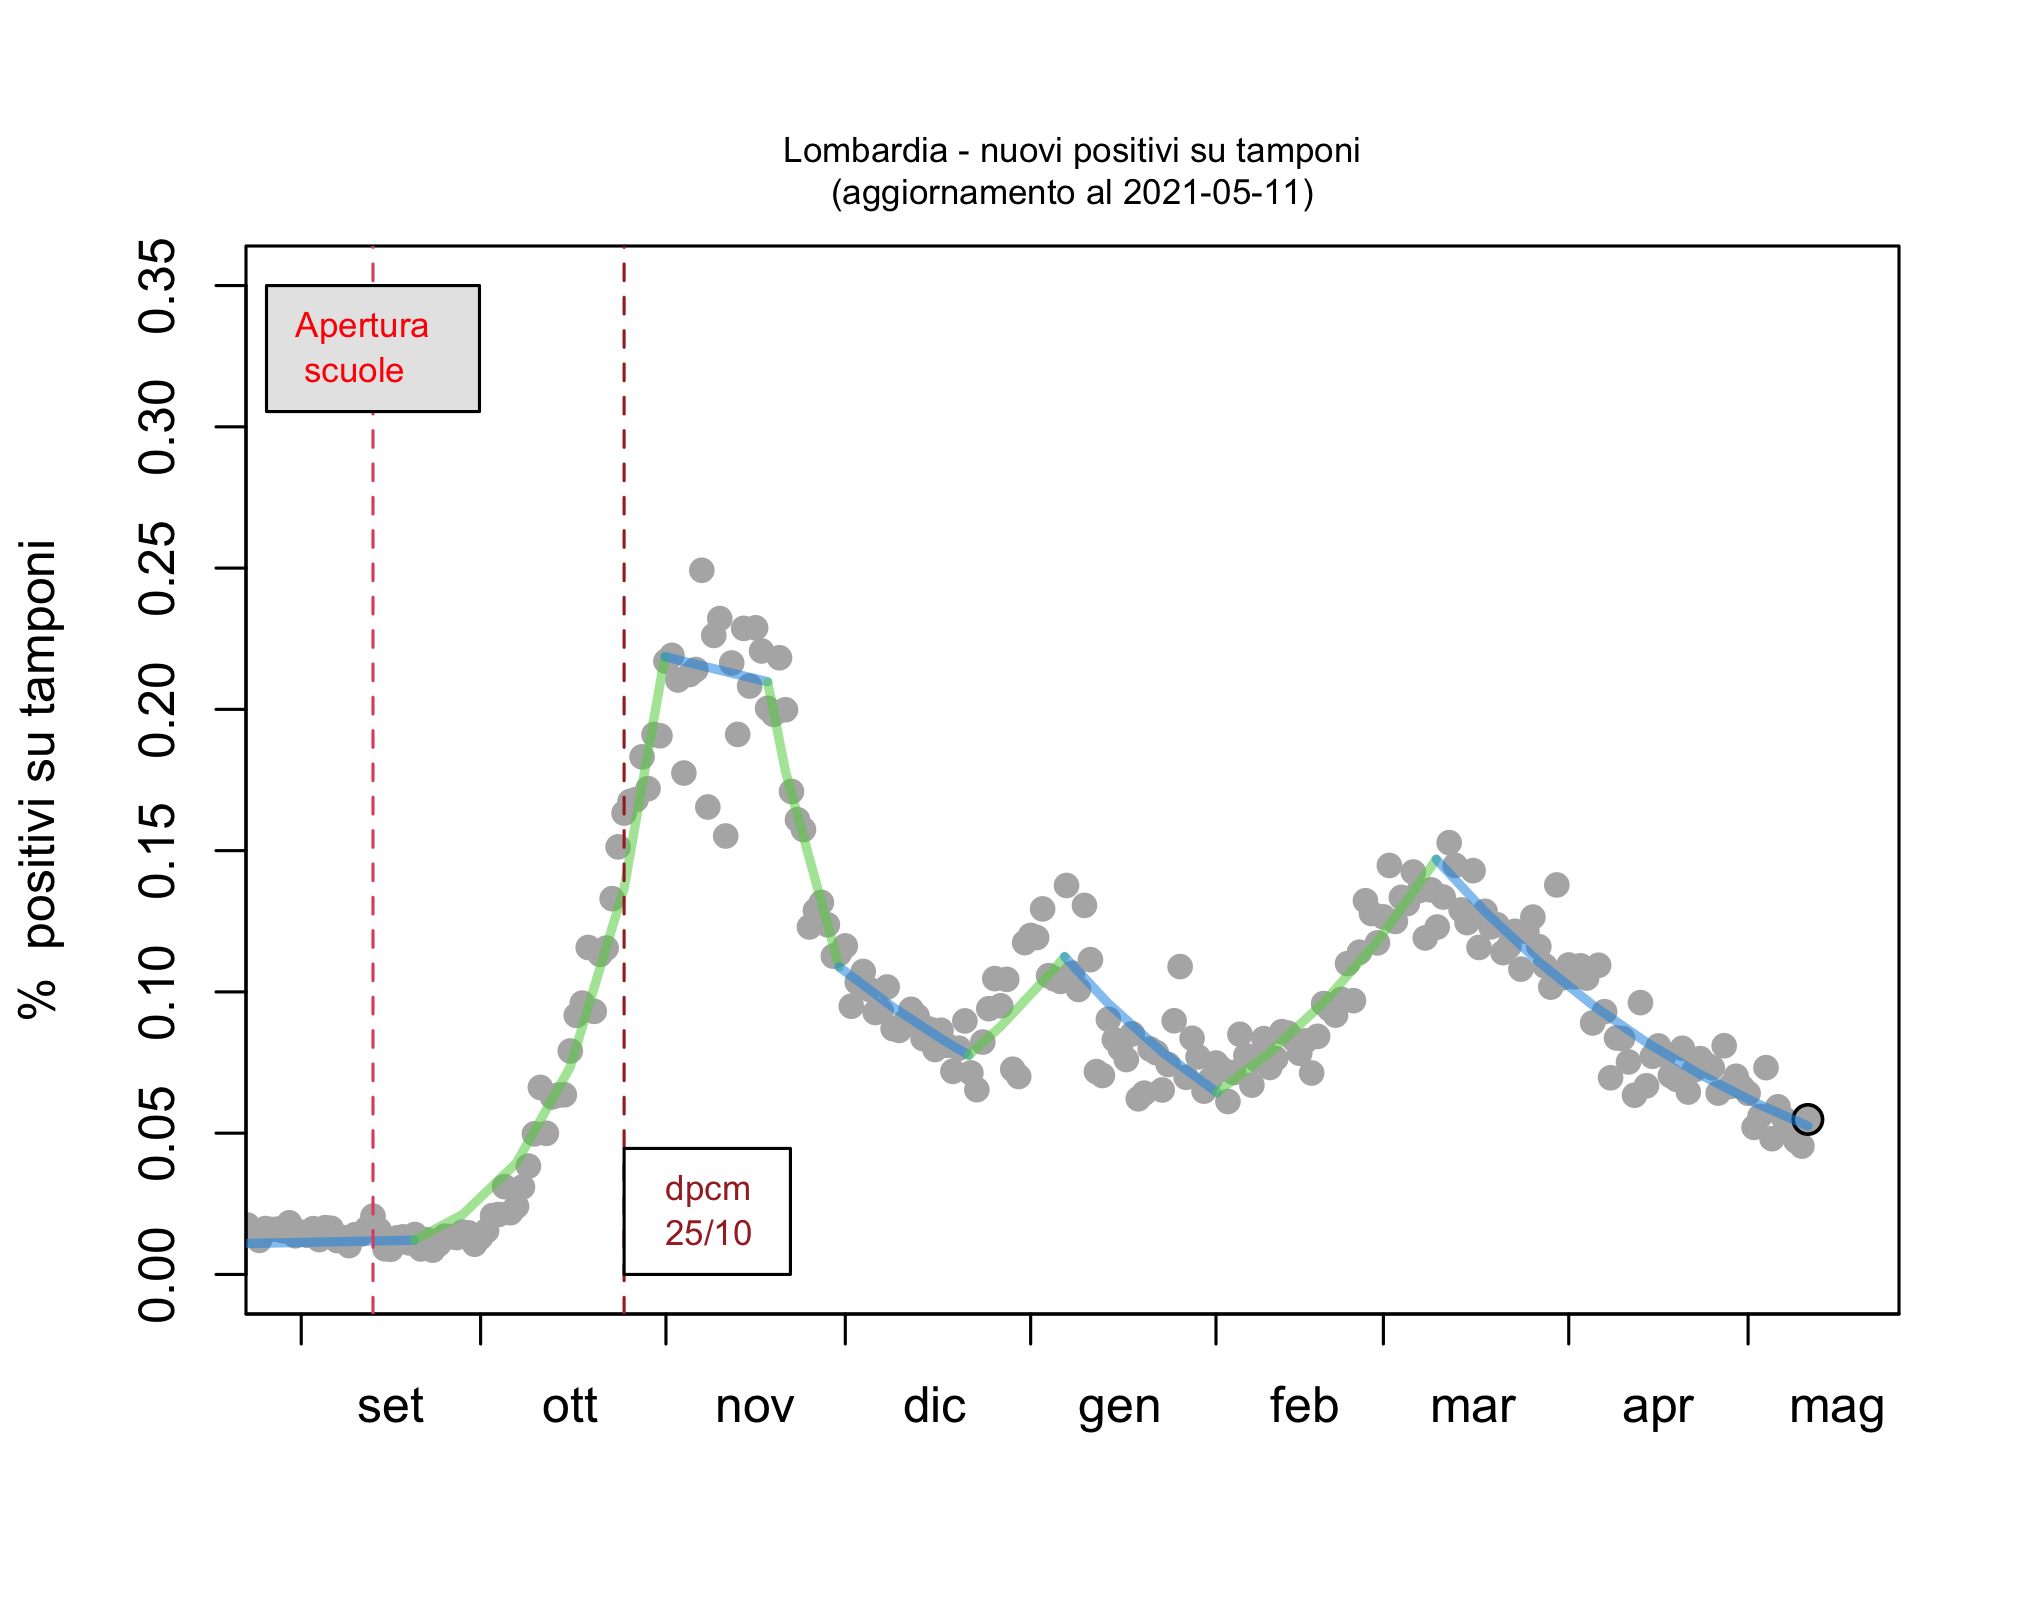 Lombardia - nuovi positivi su tamponi
(aggiornamento al 2021-05-11)
% positivi su tamponi
0.35
0.30
0.25
0.20
0.15
0.10
0.05
0.00
Apertura
scuole
dpcm
25/10
set ott nov dic gen feb mar apr mag